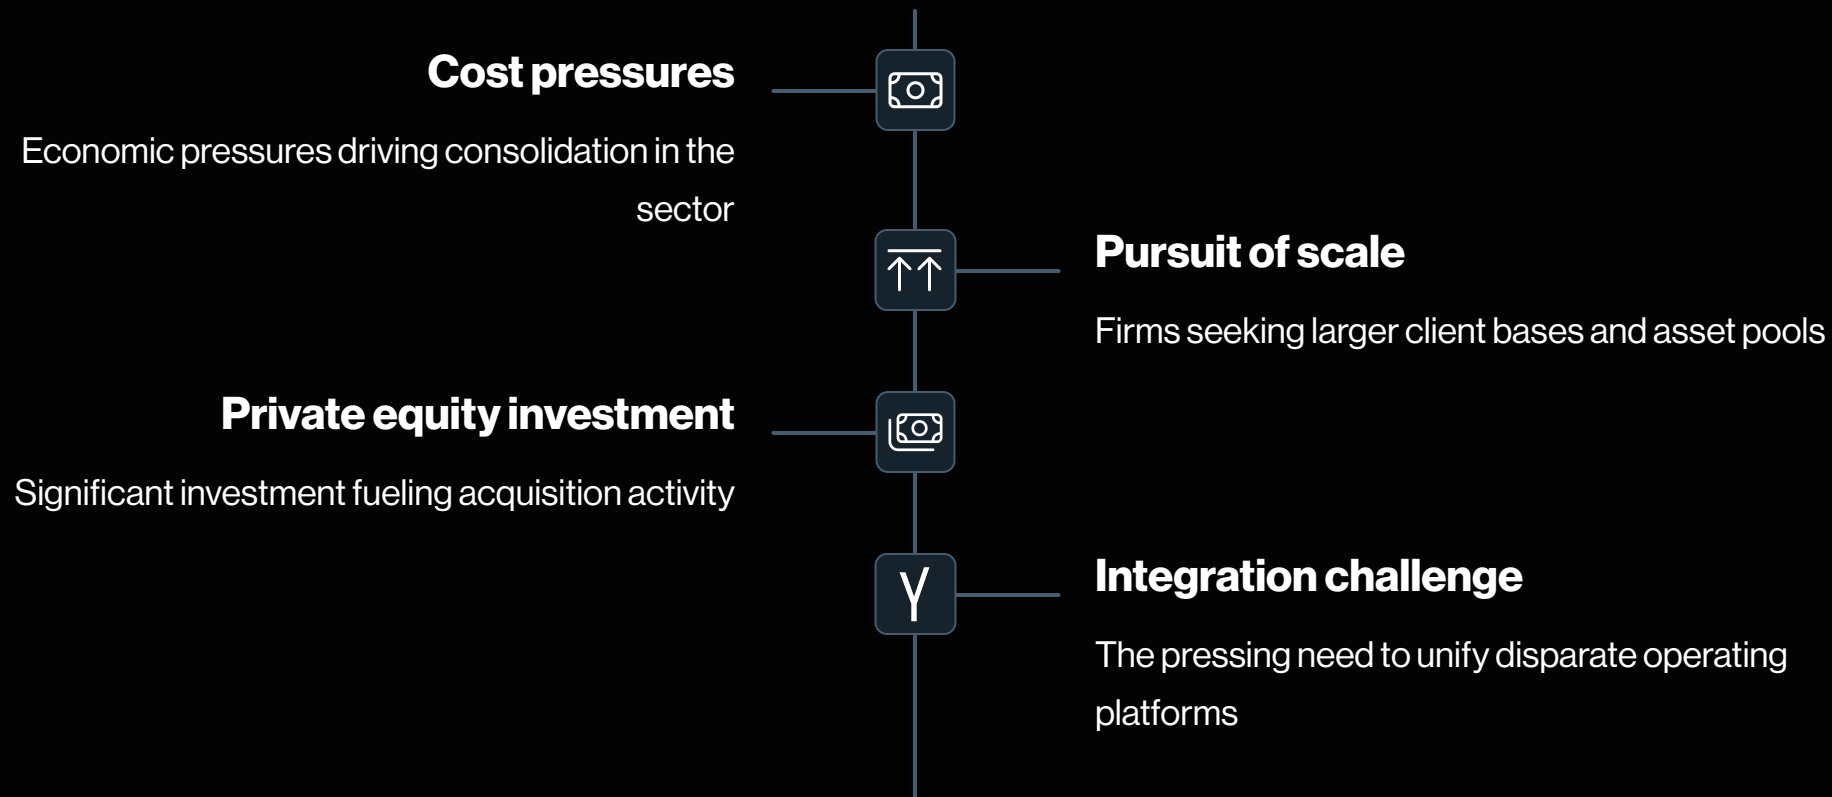 Cost pressures
Economic pressures driving consolidation in the
sector
Pursuit of scale
Firms seeking larger client bases and asset pools
Private equity investment
Significant investment fueling acquisition activity
Integration challenge
The pressing need to unify disparate operating
platforms